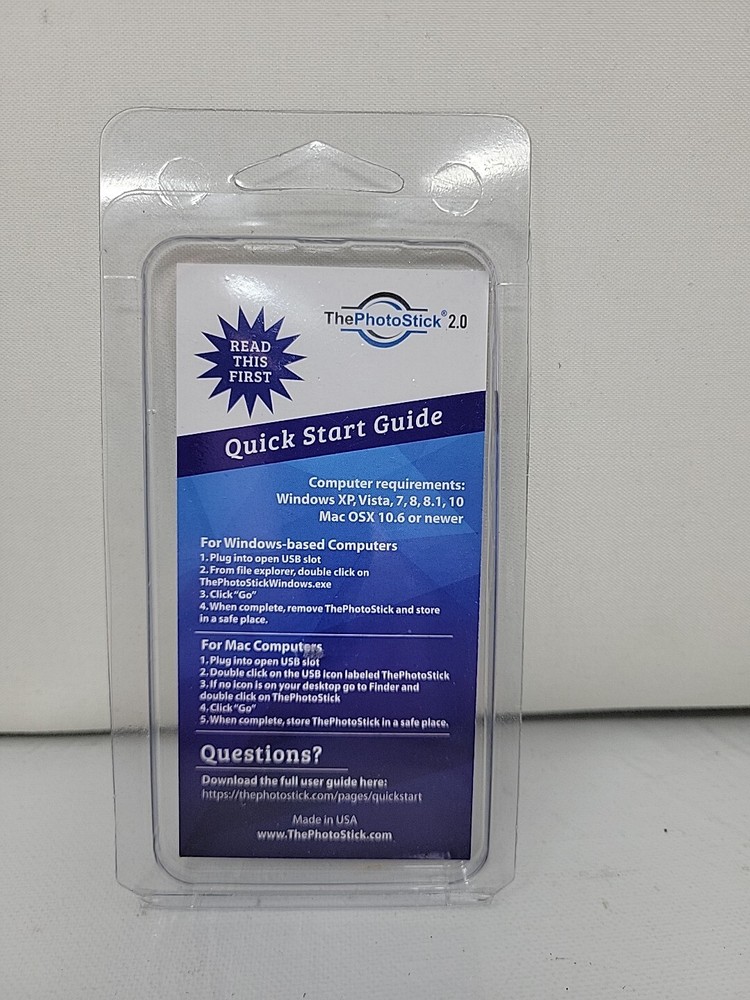 READ
THIS
FIRST
ThePhotoStick® 2.0
Quick Start Guide
Computer requirements:
Windows XP, Vista, 7, 8, 8.1, 10
Mac OSX 10.6 or newer
For Windows-based Computers
1. Plug into open USB slot
2. From file explorer, double click on
ThePhotoStickWindows.exe
3. Click "Go"
4. When complete, remove ThePhotoStick and store
in a safe place.
For Mac Computers
1. Plug into open USB slot
2. Double click on the USB icon labeled ThePhotoStick
3. If no icon is on your desktop go to Finder and
double click on ThePhotoStick
4. Click "Go"
5. When complete, store ThePhotoStick in a safe place.
Questions?
Download the full user guide here:
https://thephotostick.com/pages/quickstart
Made in USA
www.ThePhotoStick.com